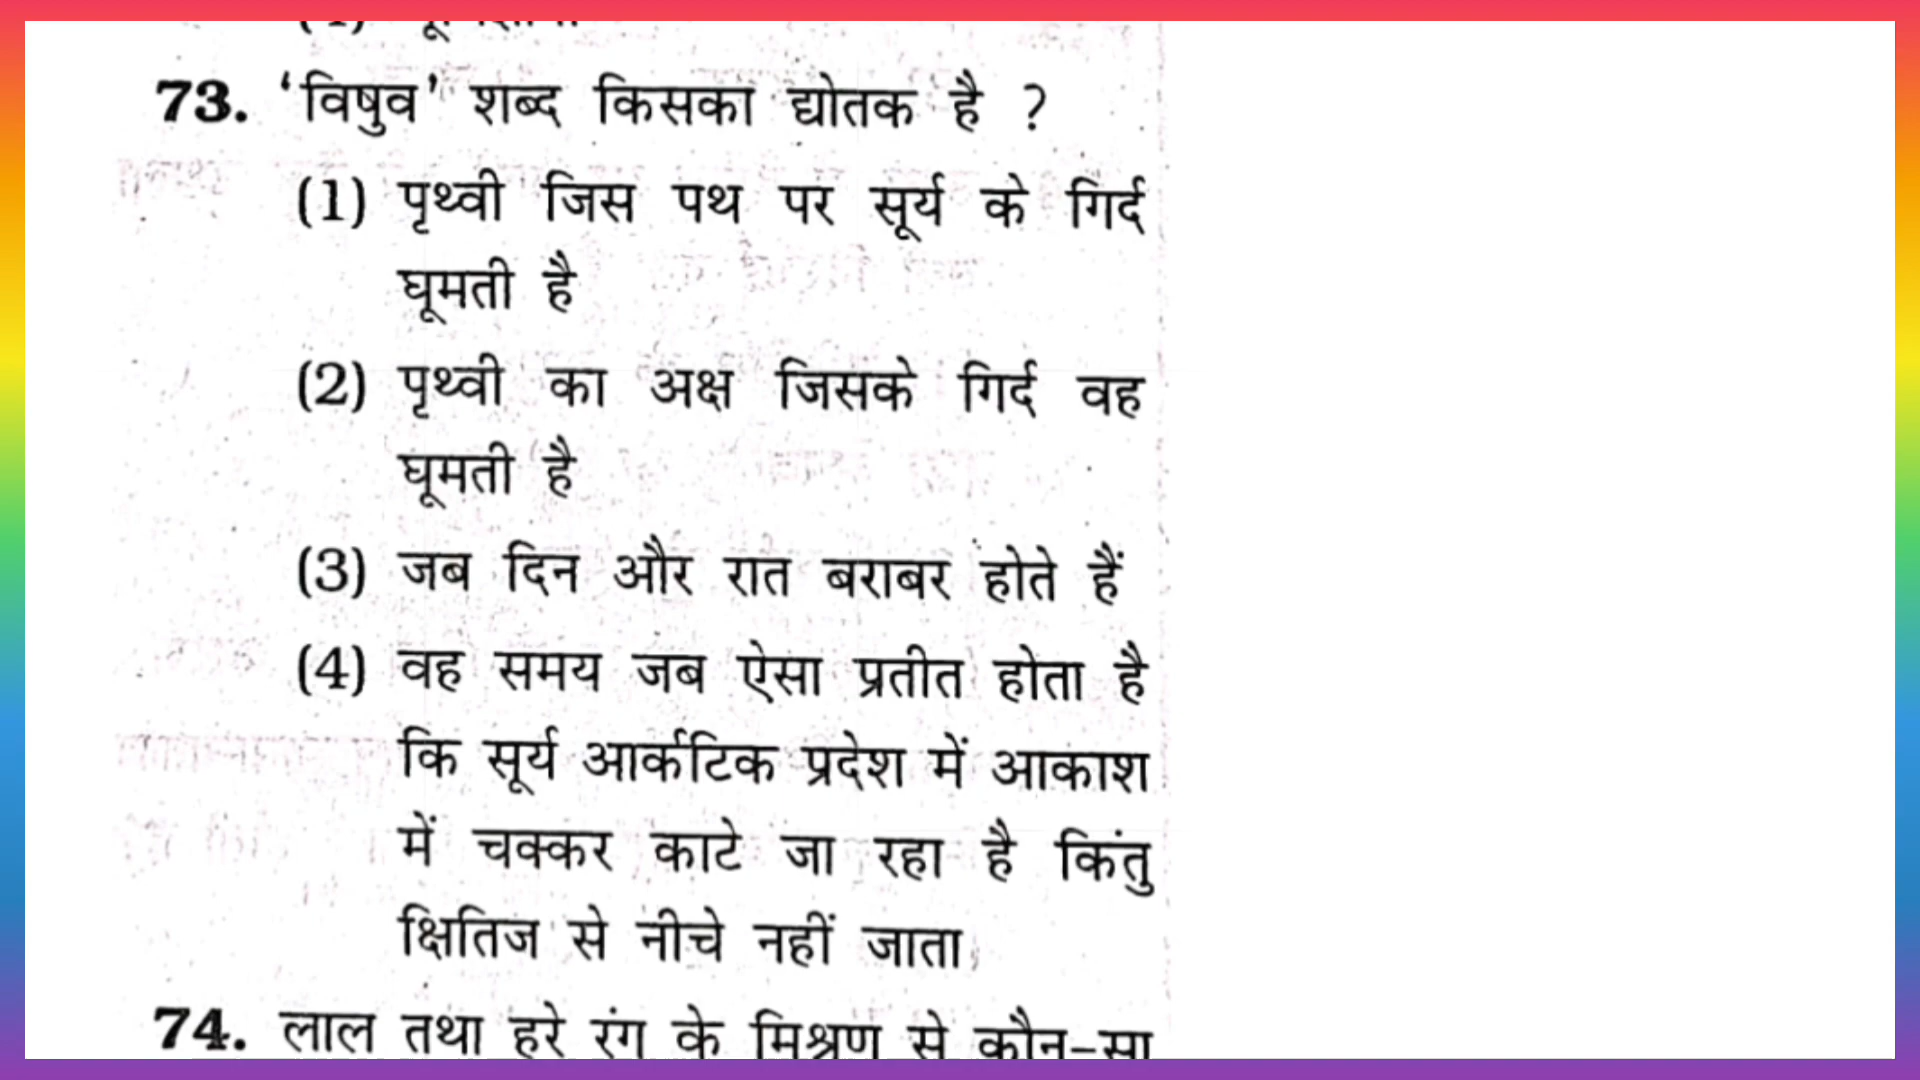 73. ‘विषुव’ शब्द किसका द्योतक है ?
(1) पृथ्वी जिस पथ पर सूर्य के गिर्द
घूमती है
(2) पृथ्वी का अक्ष जिसके गिर्द वह
घूमती है
(3) जब दिन और रात बराबर होते हैं
(4) वह समय जब ऐसा प्रतीत होता है
कि सूर्य आर्कटिक प्रदेश में आकाश
में चक्कर काटे जा रहा है किंतु
क्षितिज से नीचे नहीं जाता
74. लाल तथा हरे रंग के मिश्रण से कौन-सा